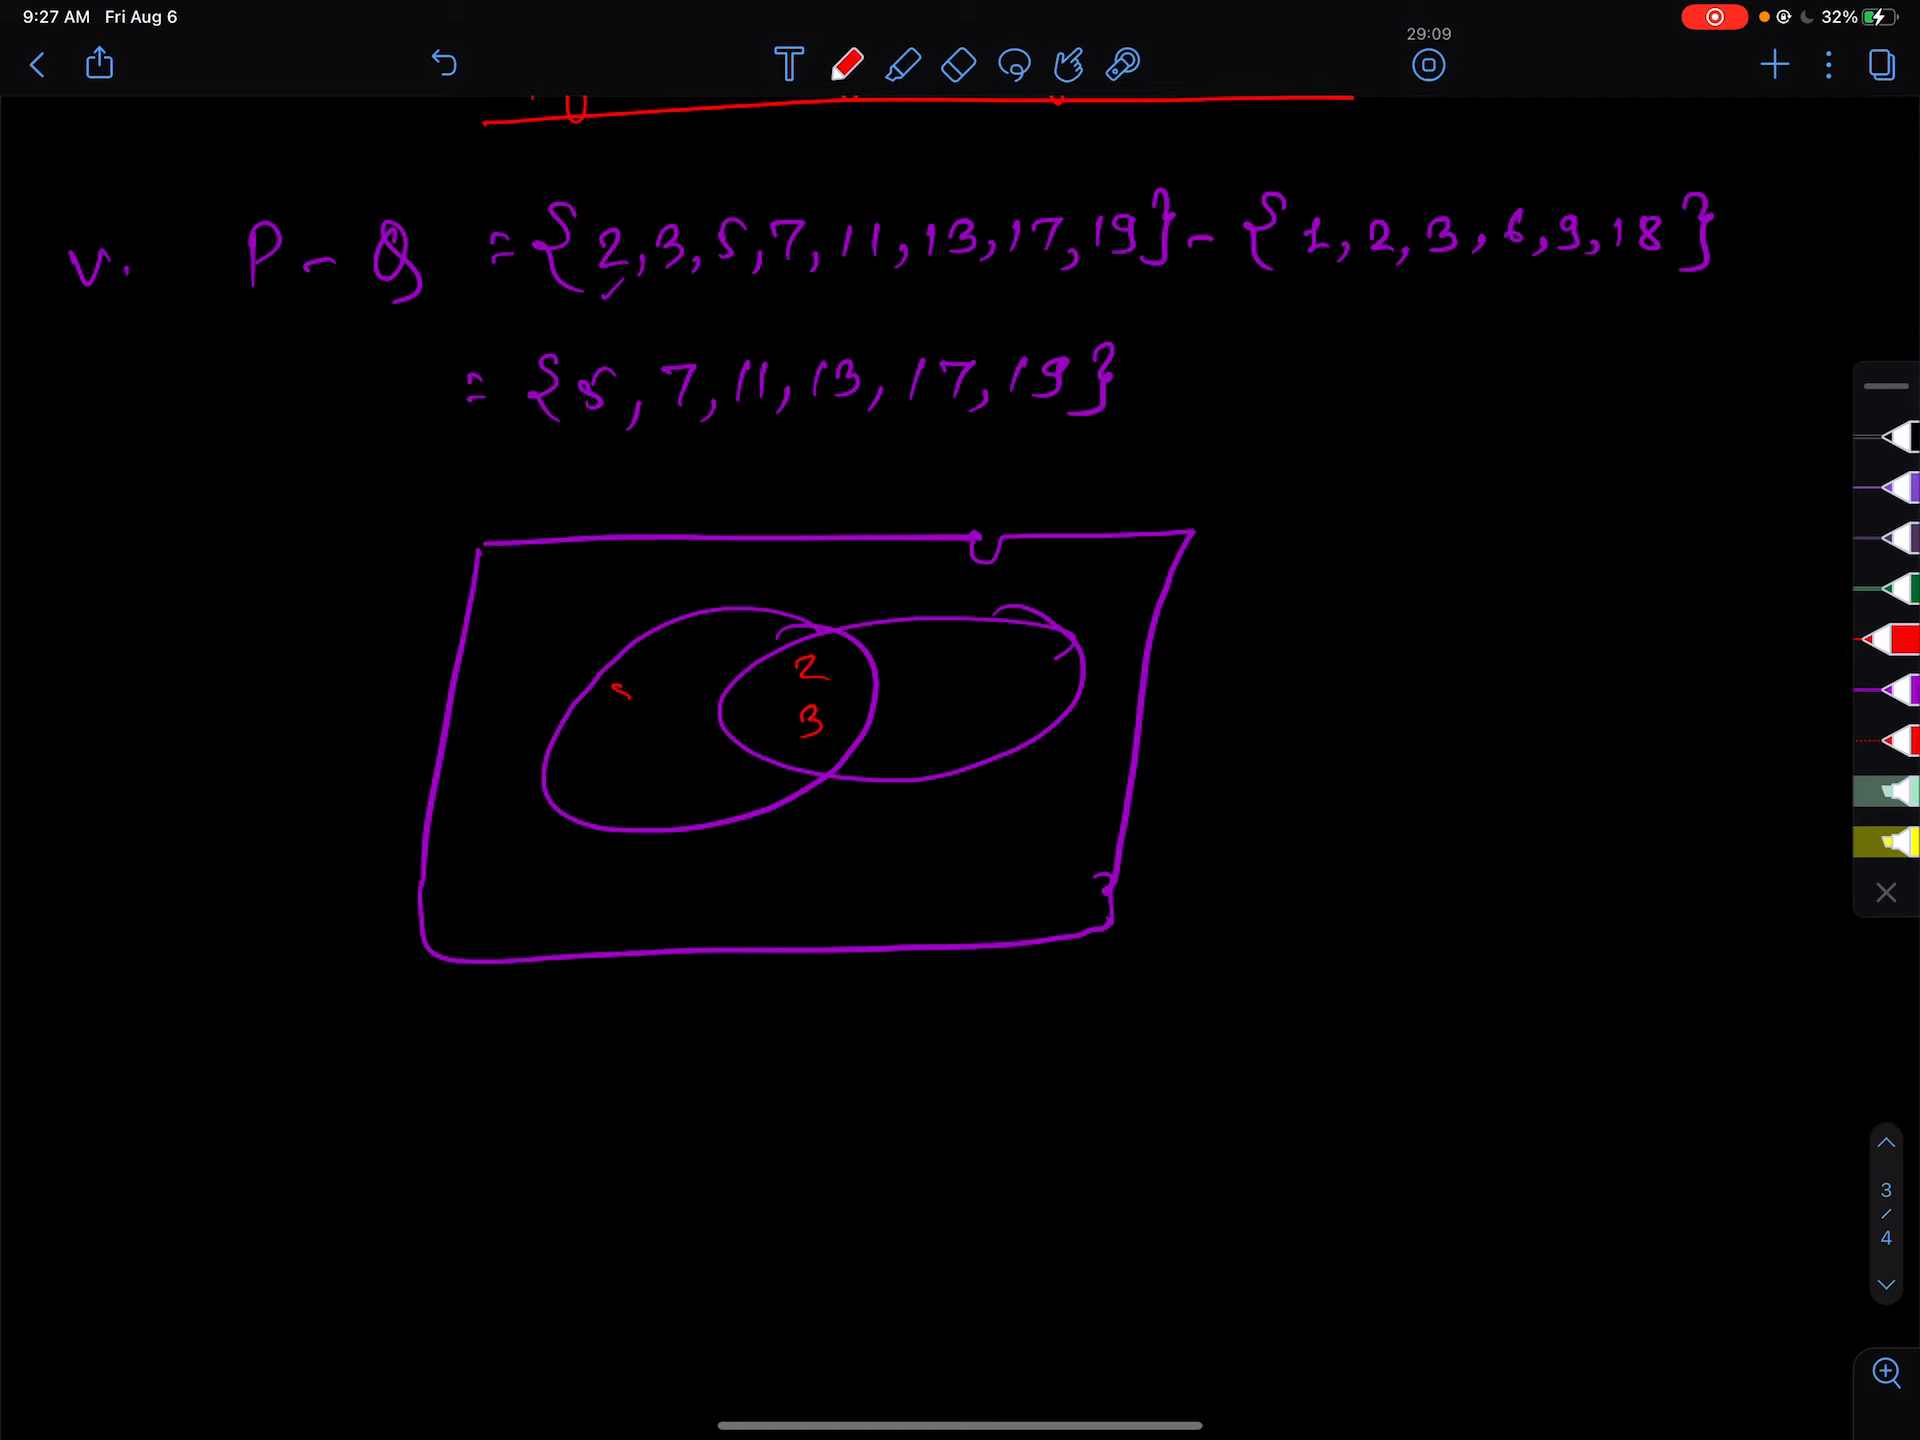 9:27 AM Fri Aug 6
32%
29:09
v. P - Q = {2, 3, 5, 7, 11, 13, 17, 19} - {1, 2, 3, 6, 9, 18}
= {5, 7, 11, 13, 17, 19}
2
3
3
/
4